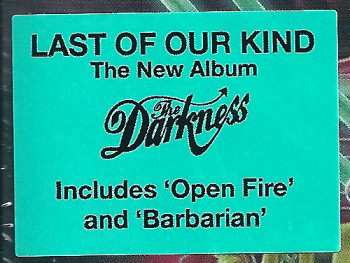 LAST OF OUR KIND
The New Album
The
Darkness
Includes ‘Open Fire’
and ‘Barbarian’